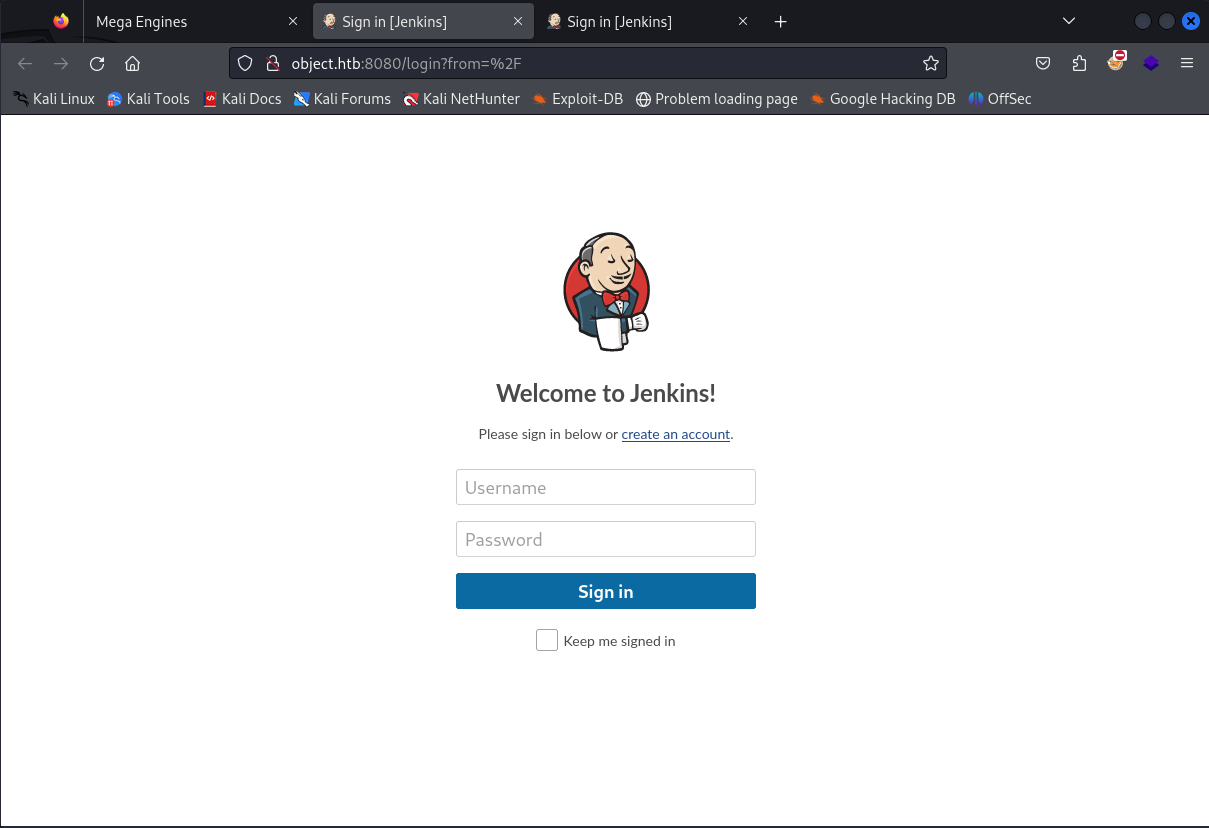 Mega Engines Sign in [Jenkins] Sign in [Jenkins]
object.htb:8080/login?from=%2F
Kali Linux Kali Tools Kali Docs Kali Forums Kali NetHunter Exploit-DB Problem loading page Google Hacking DB OffSec
Welcome to Jenkins!
Please sign in below or create an account.
Username
Password
Sign in
Keep me signed in